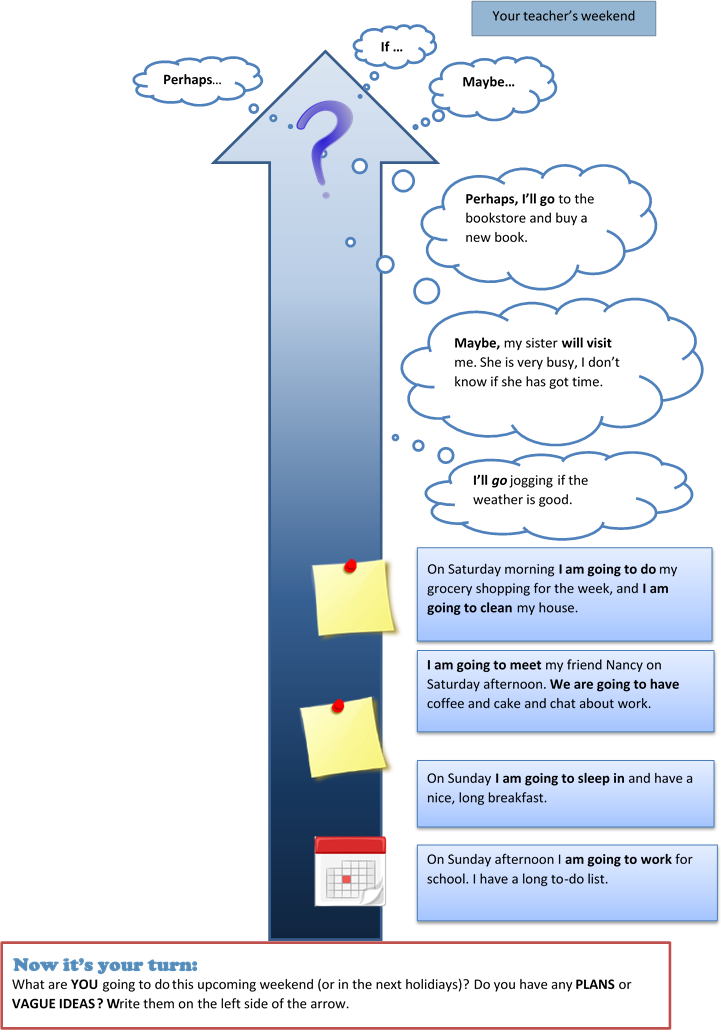 Your teacher's weekend
If …
Perhaps…
Maybe…
Perhaps, I'll go to the
bookstore and buy a
new book.
Maybe, my sister will visit
me. She is very busy, I don't
know if she has got time.
I'll go jogging if the
weather is good.
On Saturday morning I am going to do my
grocery shopping for the week, and I am
going to clean my house.
I am going to meet my friend Nancy on
Saturday afternoon. We are going to have
coffee and cake and chat about work.
On Sunday I am going to sleep in and have a
nice, long breakfast.
On Sunday afternoon I am going to work for
school. I have a long to-do list.
Now it's your turn:
What are YOU going to do this upcoming weekend (or in the next holidiays)? Do you have any PLANS or
VAGUE IDEAS? Write them on the left side of the arrow.